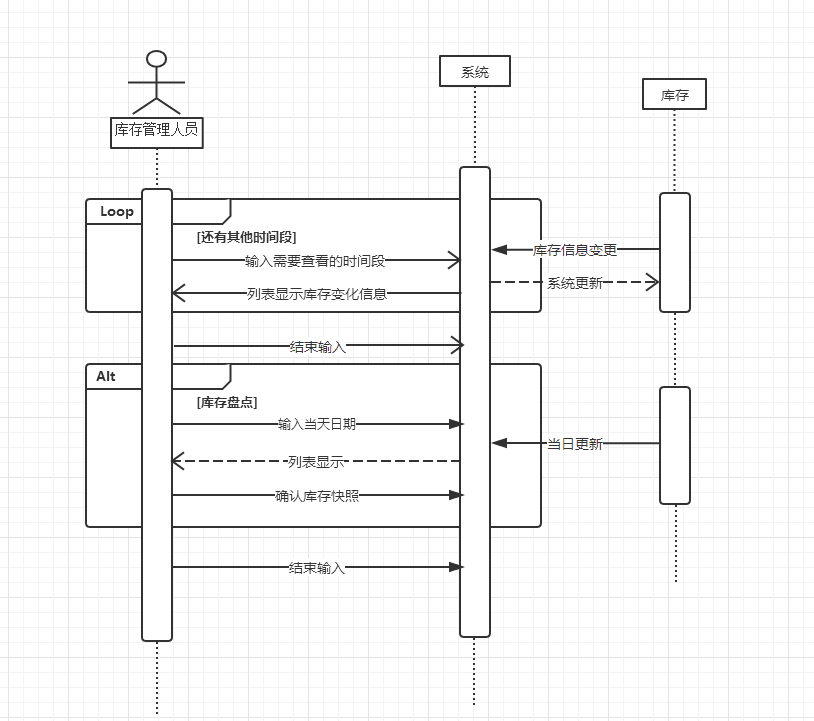 系统
库存
库存管理人员
Loop
[还有其他时间段]
库存信息变更
输入需要查看的时间段
系统更新
列表显示库存变化信息
结束输入
Alt
[库存盘点]
输入当天日期
当日更新
列表显示
确认库存快照
结束输入